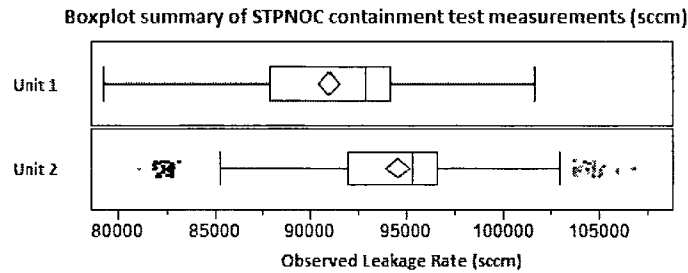 Boxplot summary of STPNOC containment test measurements (sccm)
Unit 1
Unit 2
80000 85000 90000 95000 100000 105000
Observed Leakage Rate (sccm)